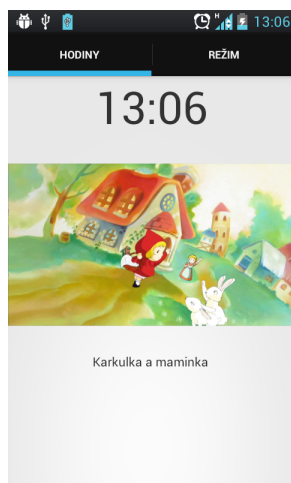 H
13:06
HODINY
REŽIM
13:06
Karkulka a maminka